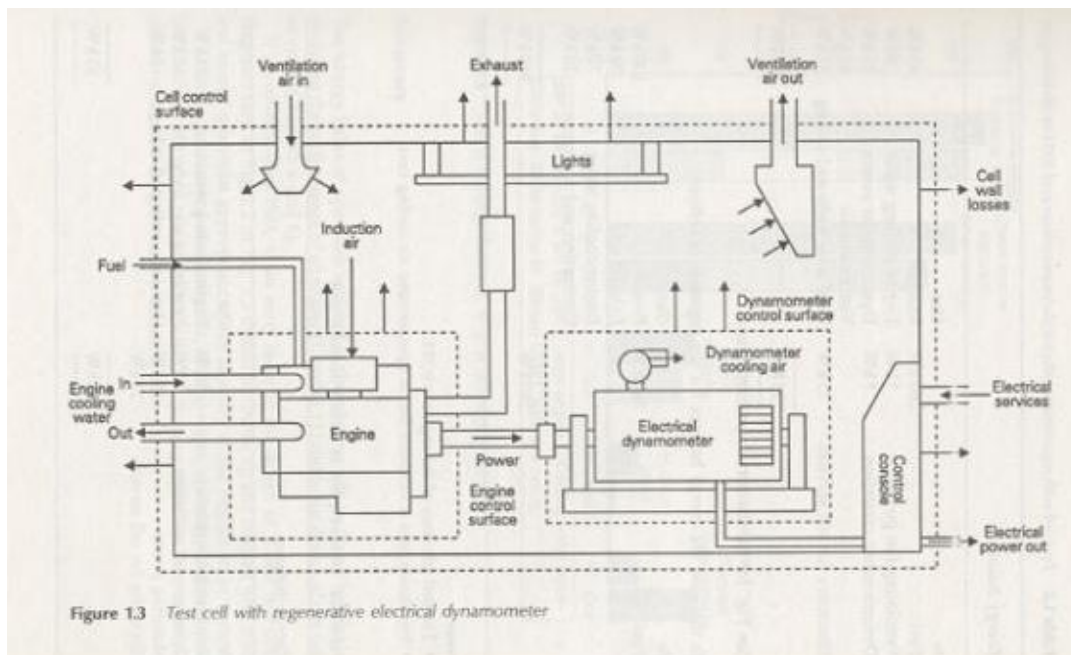 Ventilation
air in
Exhaust
Ventilation
air out
Cell control
surface
Lights
Cell
wall
losses
Induction
air
Fuel
Dynamometer
control surface
Dynamometer
cooling air
Engine
cooling
water
In
Out
Engine
Power
Electrical
dynamometer
Electrical
services
Control
console
Engine
control
surface
Electrical
power out
Figure 1.3 Test cell with regenerative electrical dynamometer